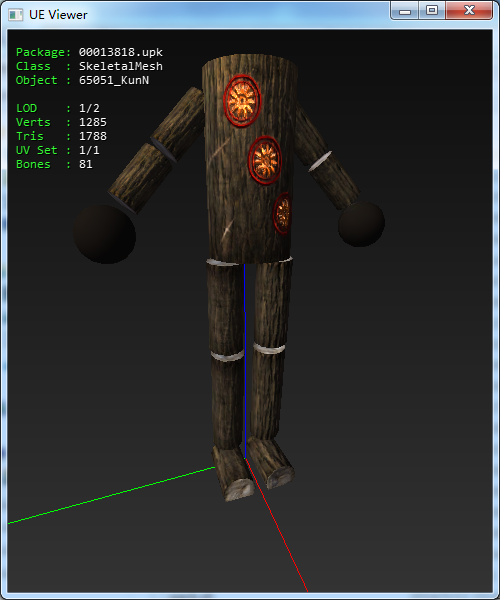 UE Viewer
Package: 00013818.upk
Class  : SkeletalMesh
Object : 65051_KunN
LOD    : 1/2
Verts  : 1285
Tris   : 1788
UV Set : 1/1
Bones  : 81